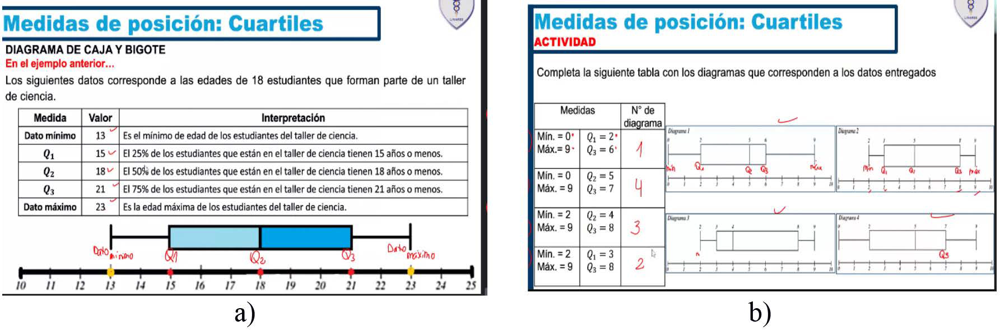 LINARES
Medidas de posición: Cuartiles
DIAGRAMA DE CAJA Y BIGOTE
En el ejemplo anterior...
Los siguientes datos corresponde a las edades de 18 estudiantes que forman parte de un taller
de ciencia.
Medida Valor Interpretación
Dato mínimo 13 Es el mínimo de edad de los estudiantes del taller de ciencia.
Q1 15 El 25% de los estudiantes que están en el taller de ciencia tienen 15 años o menos.
Q2 18 El 50% de los estudiantes que están en el taller de ciencia tienen 18 años o menos.
Q3 21 El 75% de los estudiantes que están en el taller de ciencia tienen 21 años o menos.
Dato máximo 23 Es la edad máxima de los estudiantes del taller de ciencia.
Dato mínimo Q1 Q2 Q3 Dato máximo
10 11 12 13 14 15 16 17 18 19 20 21 22 23 24 25
a)
LINARES
Medidas de posición: Cuartiles
ACTIVIDAD
Completa la siguiente tabla con los diagramas que corresponden a los datos entregados
Medidas N° de
diagrama
Mín. = 0 Q1 = 2
Máx.= 9 Q3 = 6
1
Mín. = 0 Q2 = 5
Máx. = 9 Q3 = 7
4
Mín. = 2 Q2 = 4
Máx. = 9 Q3 = 8
3
Mín. = 2 Q1 = 3
Máx. = 9 Q3 = 8
2
Diagrama 1
0 2 5 6 9
mín Q1 Q2 Q3 máx
0 1 2 3 4 5 6 7 8 9 10
Diagrama 2
2 3 8 9
Mín Q1 Q3 máx
0 1 2 3 4 5 6 7 8 9 10
Diagrama 3
2 3 4 8 9
0 1 2 3 4 5 6 7 8 9 10
Diagrama 4
0 2 5 7 9
Q3
0 1 2 3 4 5 6 7 8 9 10
b)